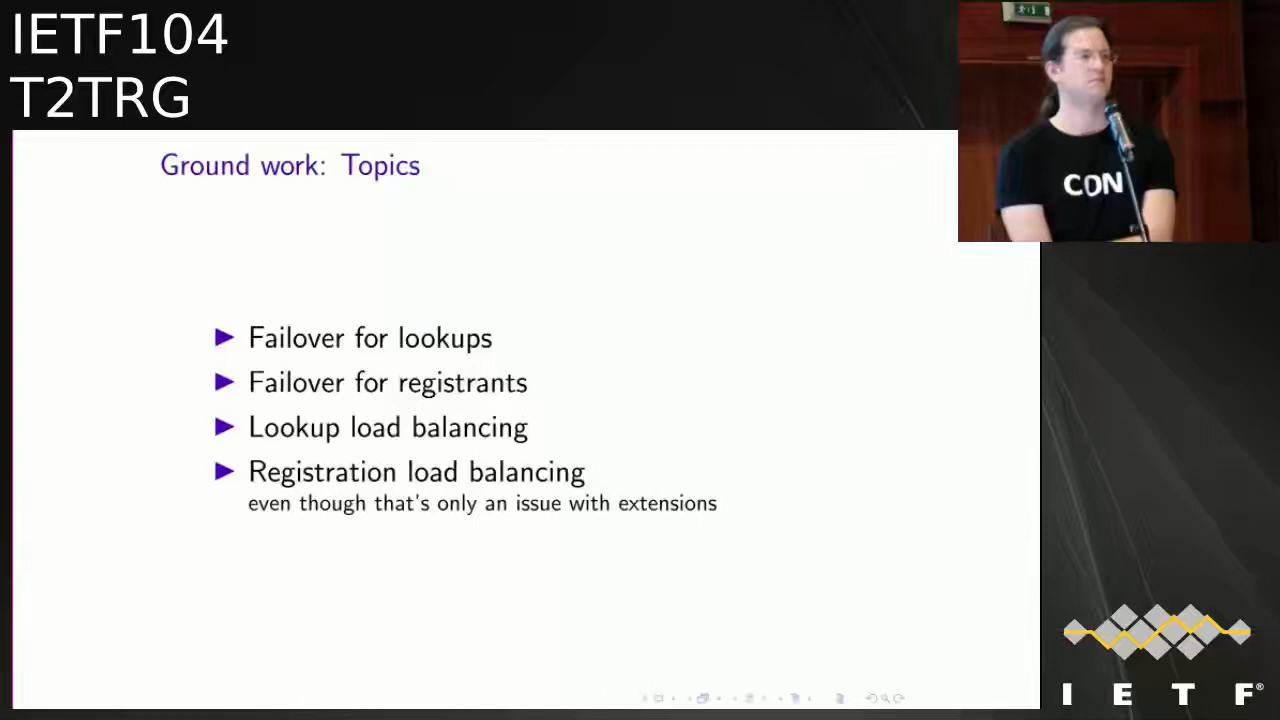 IETF104
T2TRG
Ground work: Topics
Failover for lookups
Failover for registrants
Lookup load balancing
Registration load balancing
even though that's only an issue with extensions
CON
I E T F®